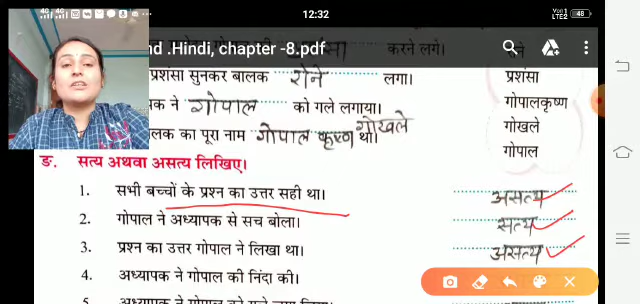 12:32
nd .Hindi, chapter -8.pdf
करने लगे।
प्रशंसा सुनकर बालक रोने लगा।
प्रशंसा
ने गोपाल को गले लगाया।
गोपालकृष्ण
लक का पूरा नाम गोपाल कृष्ण गोखले था।
गोखले
गोपाल
ङ. सत्य अथवा असत्य लिखिए।
1. सभी बच्चों के प्रश्न का उत्तर सही था। असत्य
2. गोपाल ने अध्यापक से सच बोला। सत्य
3. प्रश्न का उत्तर गोपाल ने लिखा था। असत्य
4. अध्यापक ने गोपाल की निंदा की।
5.